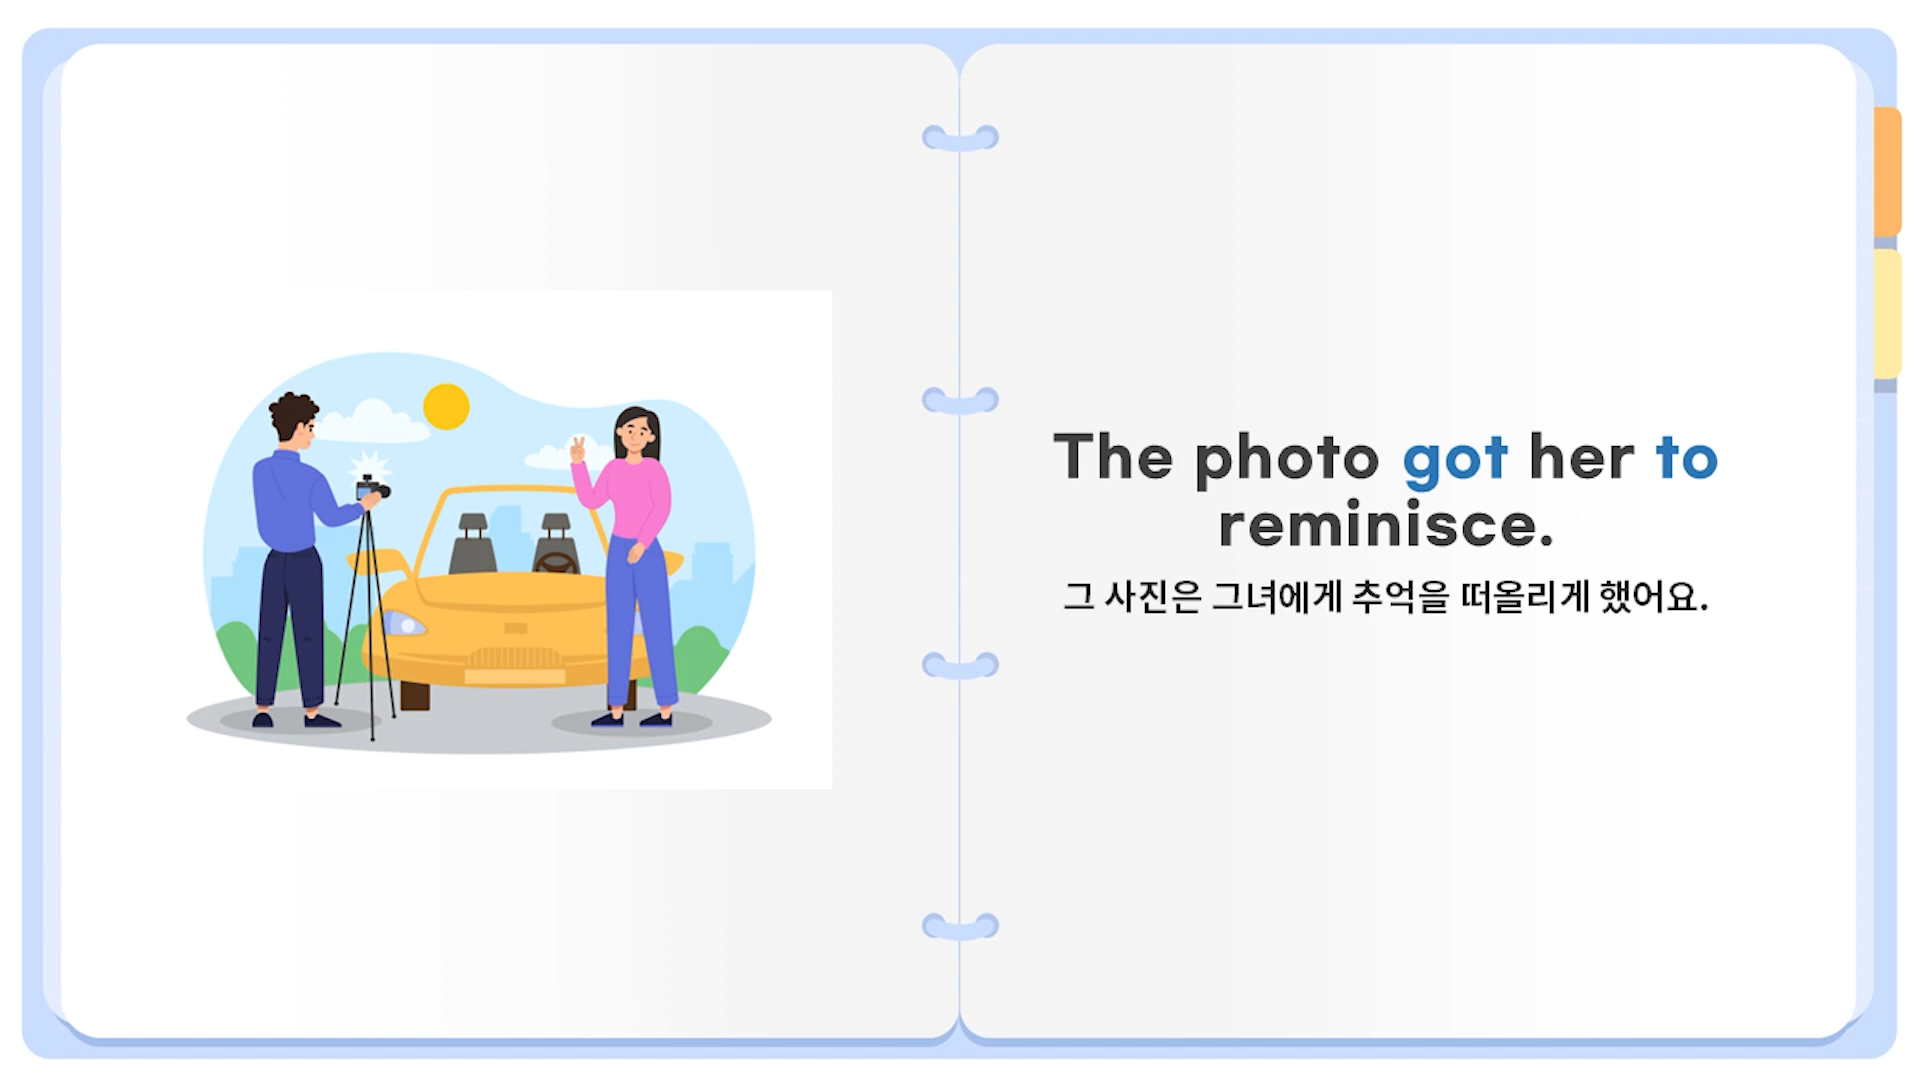 The photo got her to
reminisce.
그 사진은 그녀에게 추억을 떠올리게 했어요.